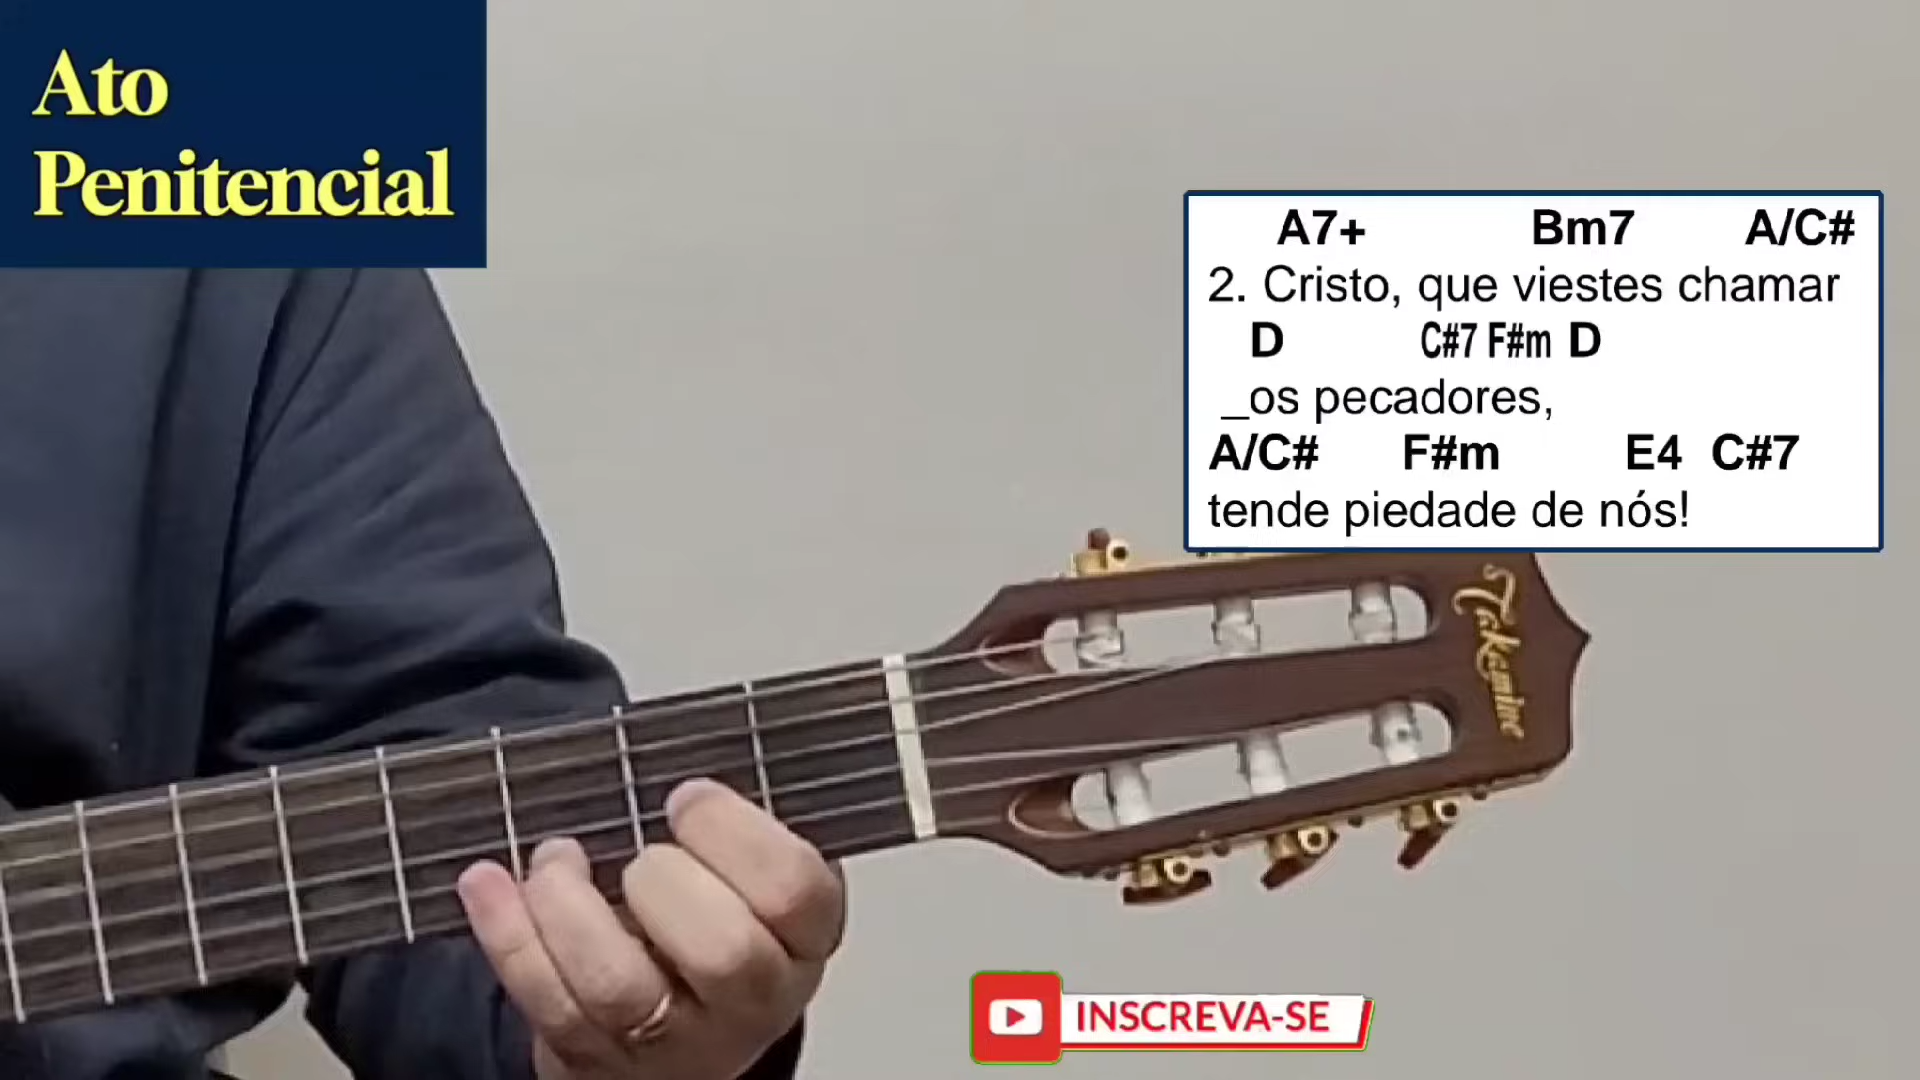 Ato
Penitencial
A7+ Bm7 A/C#
2. Cristo, que viestes chamar
D C#7 F#m D
_os pecadores,
A/C# F#m E4 C#7
tende piedade de nós!
Takamine
INSCREVA-SE